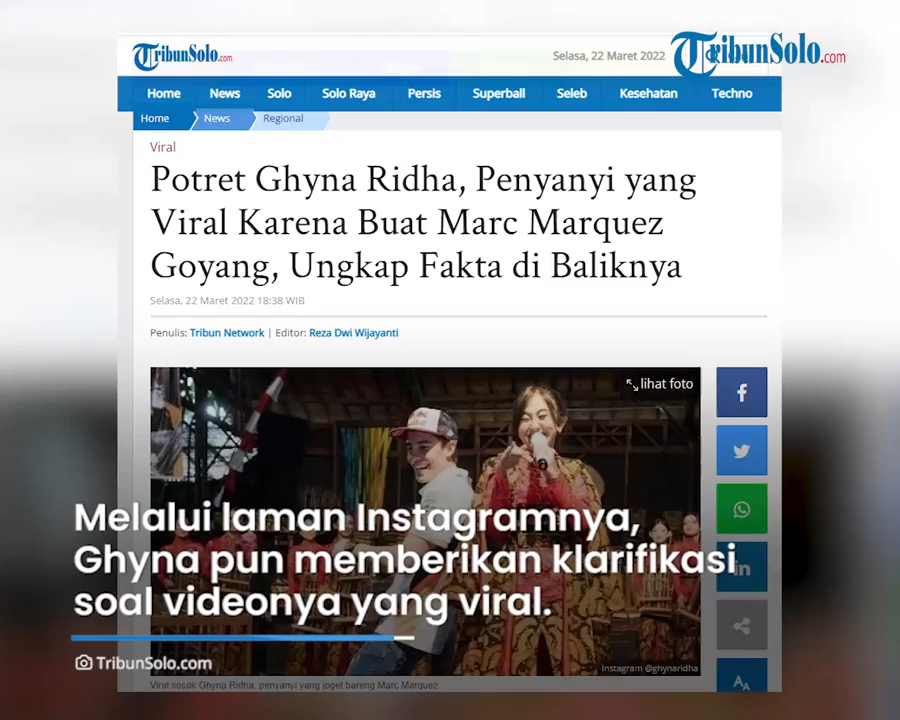 TribunSolo.com
Selasa, 22 Maret 2022
TribunSolo.com
Home News Solo Solo Raya Persis Superball Seleb Kesehatan Techno
Home News Regional
Viral
Potret Ghyna Ridha, Penyanyi yang
Viral Karena Buat Marc Marquez
Goyang, Ungkap Fakta di Baliknya
Selasa, 22 Maret 2022 18:38 WIB
Penulis: Tribun Network | Editor: Reza Dwi Wijayanti
lihat foto
Melalui laman Instagramnya,
Ghyna pun memberikan klarifikasi
soal videonya yang viral.
TribunSolo.com
Instagram @ghynaridha
Viral sosok Ghyna Ridha, penyanyi yang joget bareng Marc Marquez